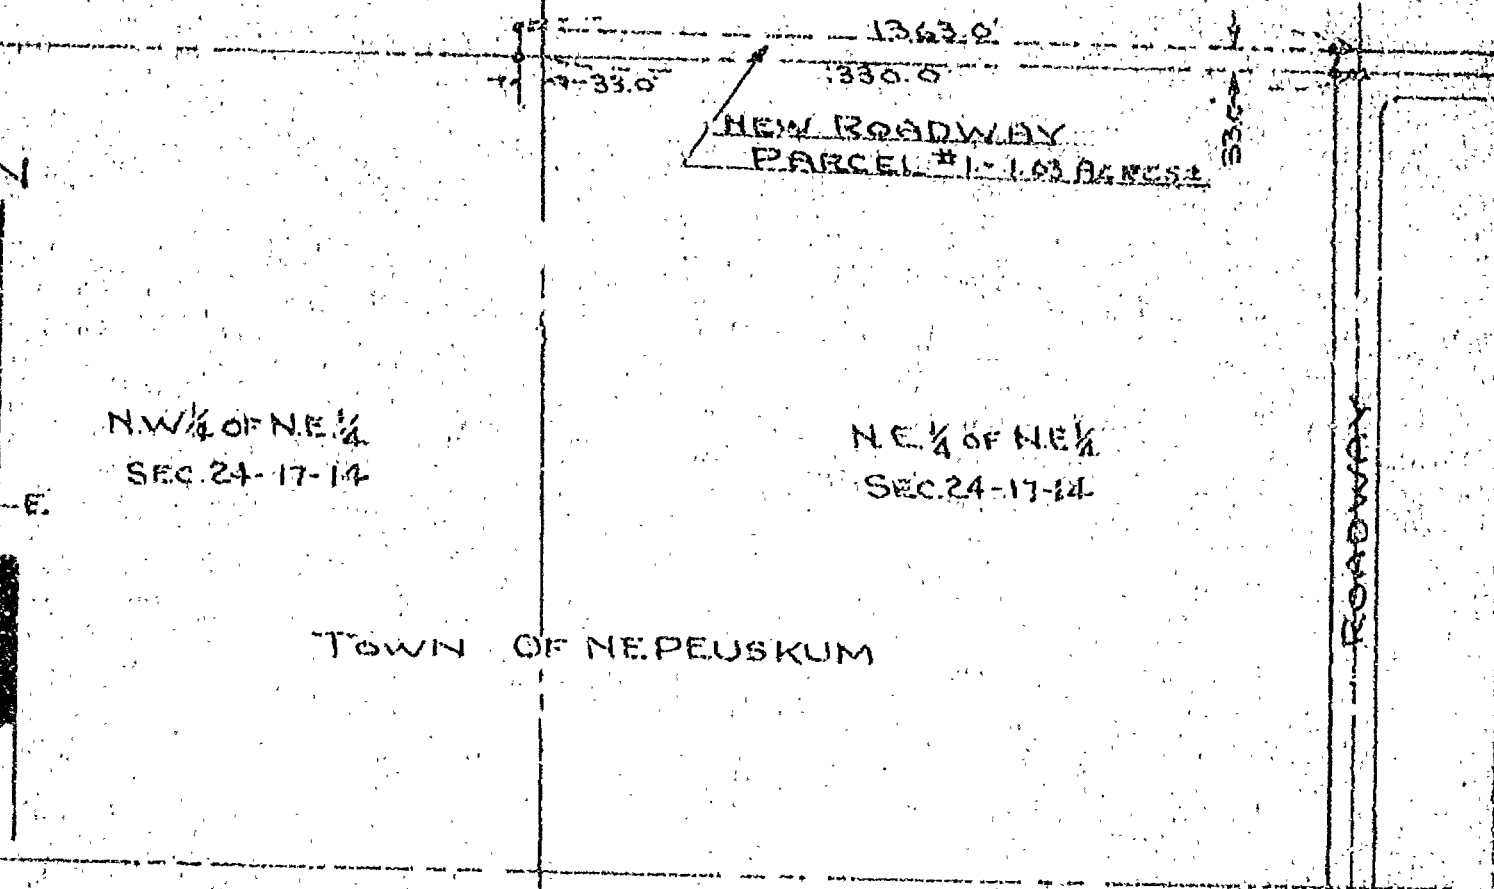 1363.0'
33.0'
330.0'
33.0
NEW ROADWAY
PARCEL #1 - 1.03 ACRES±
N.W.¼ OF N.E.¼
SEC. 24-17-14
N.E.¼ OF N.E.¼
SEC. 24-17-14
E.
ROADWAY
TOWN OF NEPEUSKUM